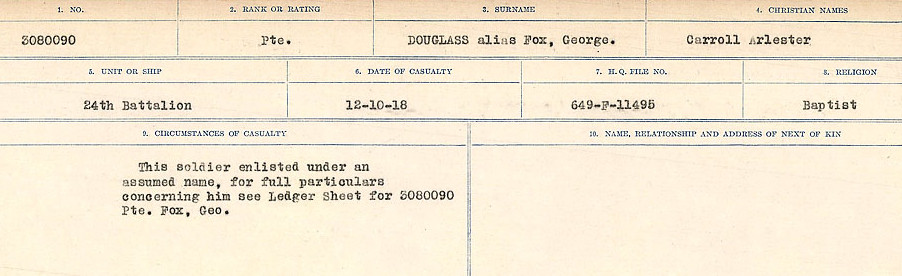 1. NO.
2. RANK OR RATING
3. SURNAME
4. CHRISTIAN NAMES
3080090
Pte.
DOUGLASS alias Fox, George.
Carroll Arlester
5. UNIT OR SHIP
6. DATE OF CASUALTY
7. H.Q. FILE NO.
8. RELIGION
24th Battalion
12-10-18
649-F-11495
Baptist
9. CIRCUMSTANCES OF CASUALTY
10. NAME, RELATIONSHIP AND ADDRESS OF NEXT OF KIN
This soldier enlisted under an
assumed name, for full particulars
concerning him see Ledger Sheet for 3080090
Pte. Fox, Geo.